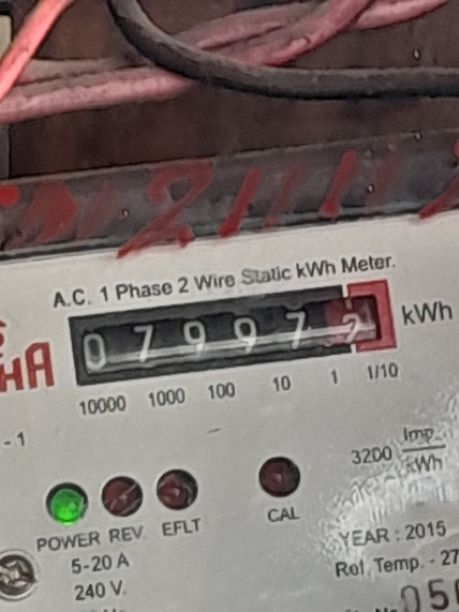 A.C. 1 Phase 2 Wire Static kWh Meter.
0 7 9 9 7
kWh
10000 1000 100 10 1 1/10
- 1
3200 Imp
kWh
POWER REV. EFLT CAL
5-20 A
240 V.
YEAR : 2015
Ref. Temp. - 27